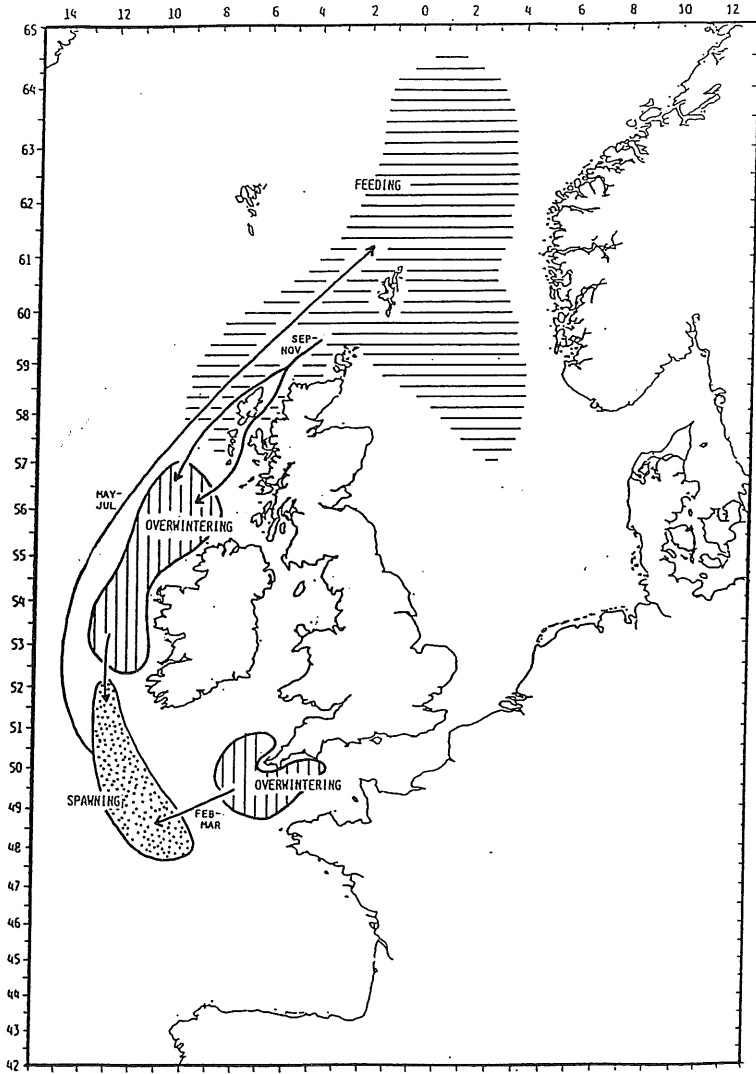 14 12 10 8 6 4 2 0 2 4 6 8 10 12
65
64
63
FEEDING
62
61
60
SEP-
NOV
59
58
57
MAY-
JUL
56
OVERWINTERING
55
54
53
52
51
50
OVERWINTERING
SPAWNING
49
FEB-
MAR
48
47
46
45
44
43
42